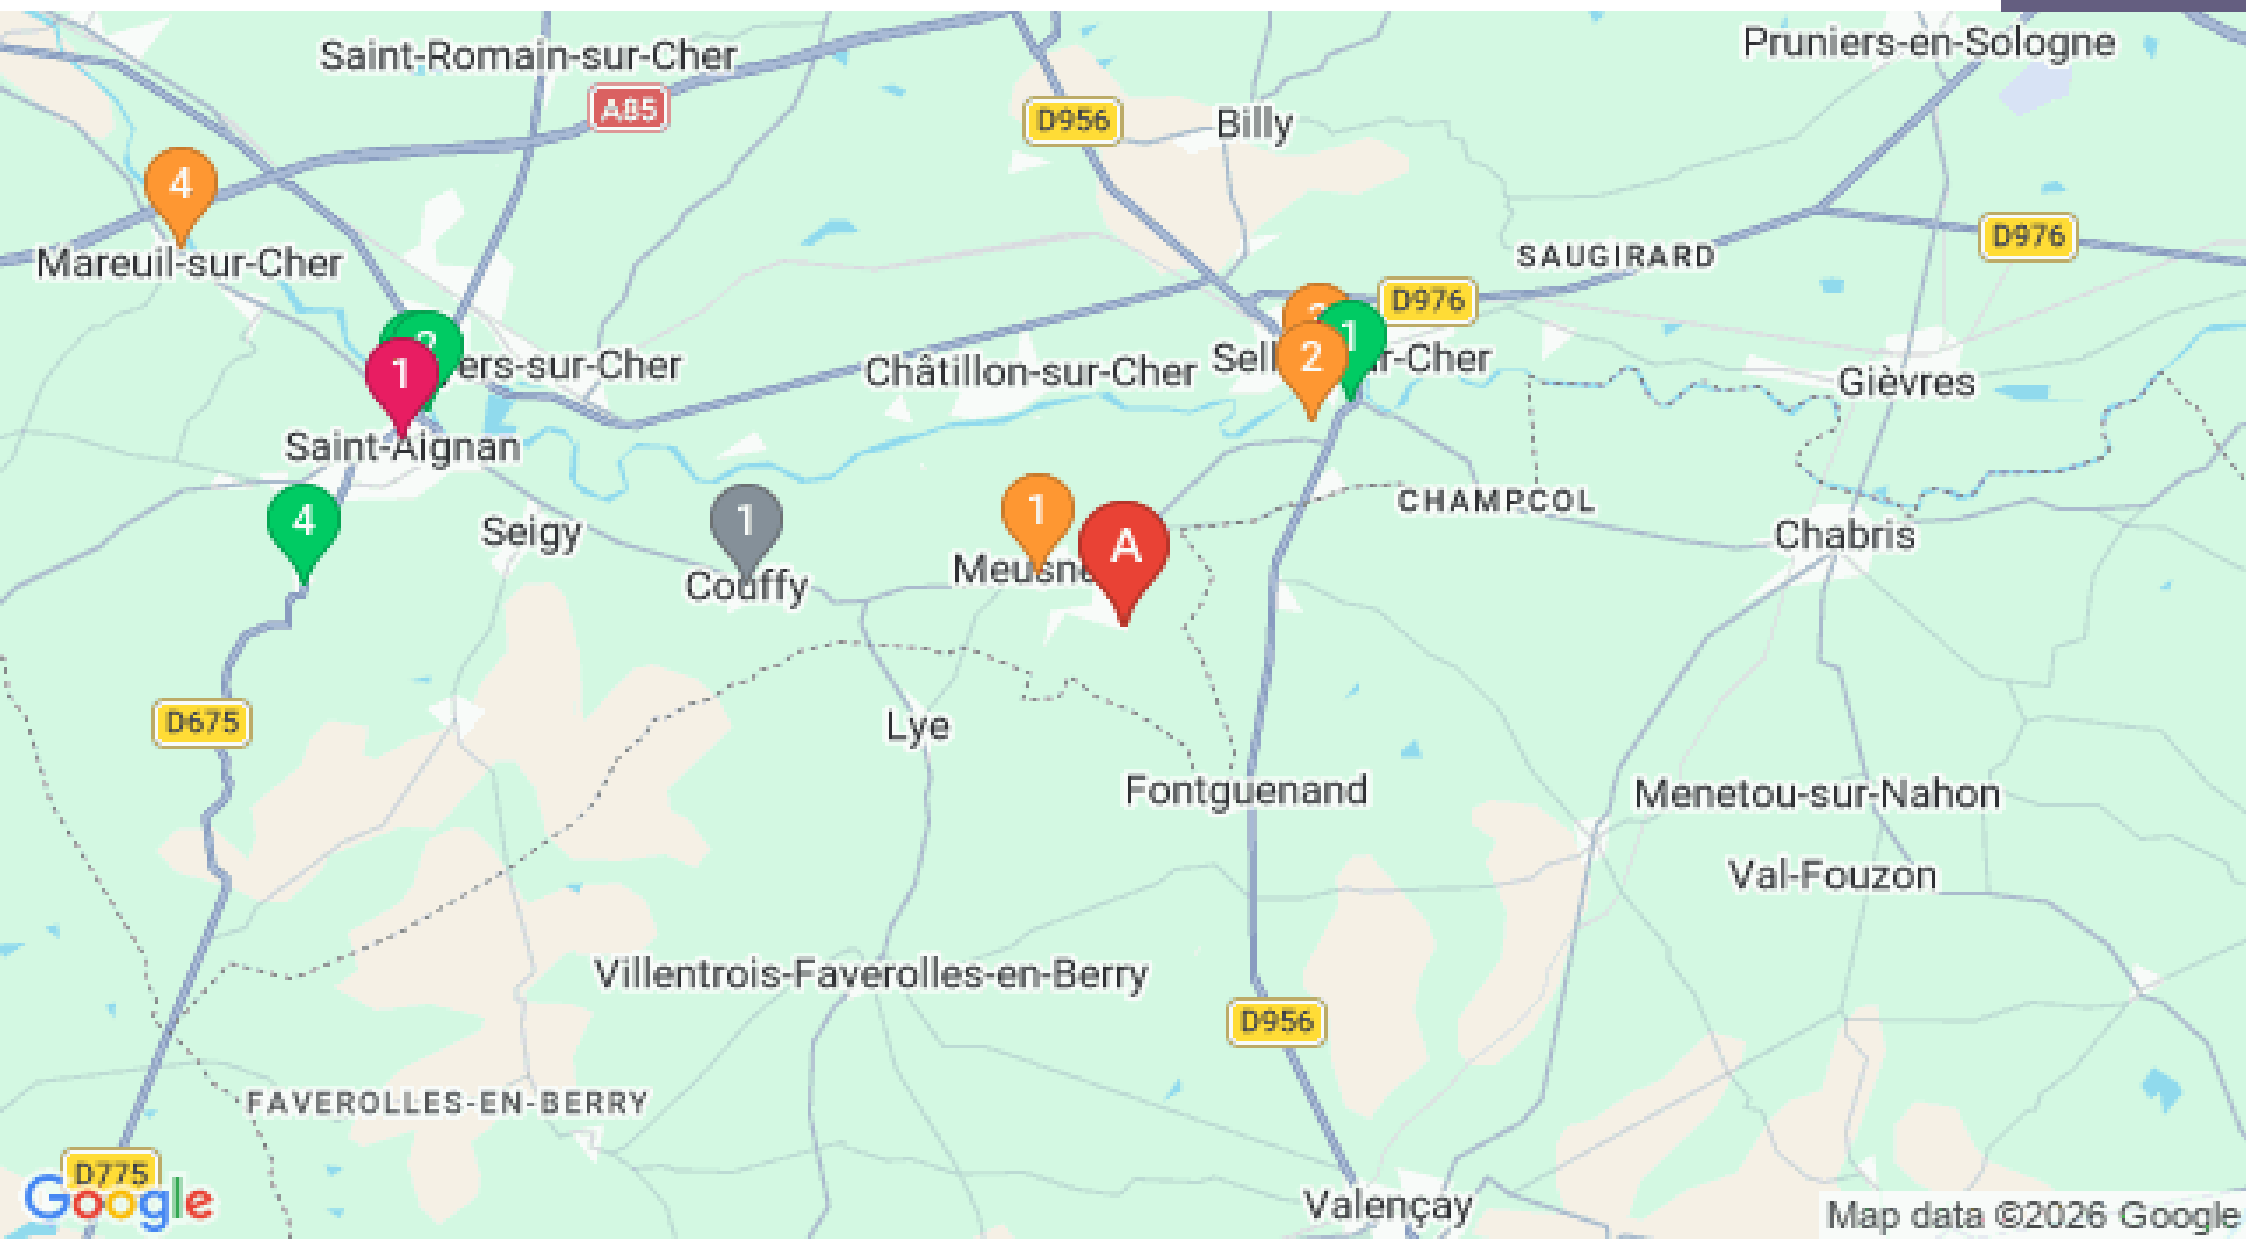 Saint-Romain-sur-Cher
Pruniers-en-Sologne
A85
D956
Billy
4
D976
SAUGIRARD
Mareuil-sur-Cher
D976
1
ers-sur-Cher
Châtillon-sur-Cher
2
1
Gièvres
Saint-Aignan
CHAMPCOL
4
Seigy
1
1
A
Chabris
Couffy
D675
Lye
Fontguenand
Menetou-sur-Nahon
Val-Fouzon
Villentrois-Faverolles-en-Berry
D956
FAVEROLLES-EN-BERRY
D775
Google
Valençay
Map data ©2026 Google